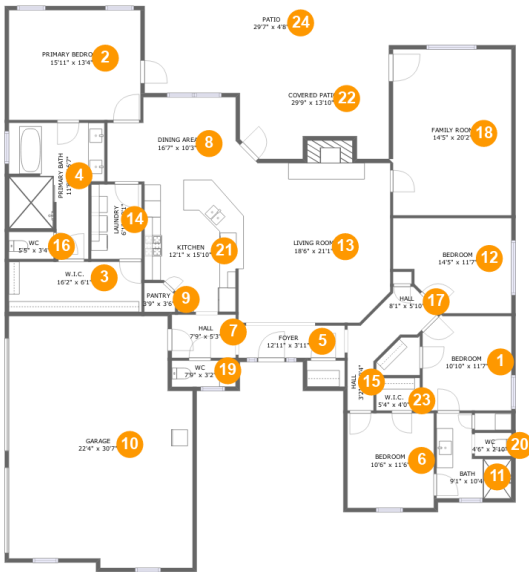 PATIO
29'7" x 4'8"
24
PRIMARY BEDRO
15'11" x 13'4"
2
COVERED PATI
29'9" x 13'10"
22
FAMILY ROOM
14'5" x 20'2"
18
DINING AREA
16'7" x 10'3"
8
PRIMARY BATH
4
LAUNDRY
14
WC
5'5" x 3'4"
16
KITCHEN
12'1" x 15'10"
21
LIVING ROOM
18'6" x 21'1"
13
BEDROOM
14'5" x 11'7"
12
W.I.C.
16'2" x 6'1"
3
PANTRY
3'9" x 3'6"
9
HALL
8'1" x 5'10"
17
HALL
7'9" x 5'3"
7
FOYER
12'11" x 3'11"
5
BEDROOM
10'10" x 11'7"
1
WC
7'9" x 3'2"
19
HALL
15
W.I.C.
5'4" x 4'0"
23
GARAGE
22'4" x 30'7"
10
BEDROOM
10'6" x 11'6"
6
WC
4'6" x 2'10"
20
BATH
9'1" x 10'4"
11